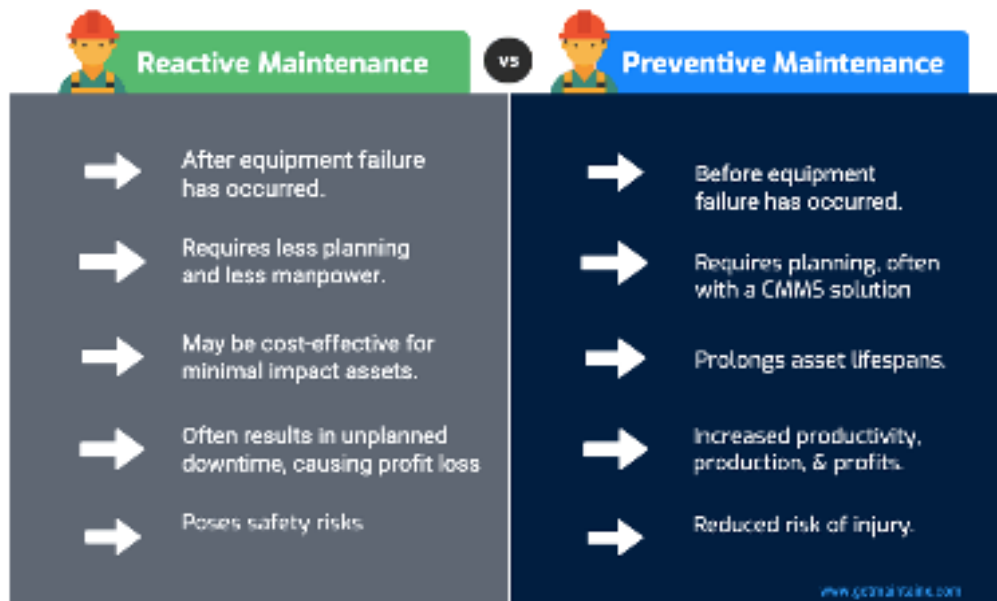 Reactive Maintenance
vs
Preventive Maintenance
After equipment failure
has occurred.
Requires less planning
and less manpower.
May be cost-effective for
minimal impact assets.
Often results in unplanned
downtime, causing profit loss
Poses safety risks
Before equipment
failure has occurred.
Requires planning, often
with a CMMS solution
Prolongs asset lifespans.
Increased productivity,
production, & profits.
Reduced risk of injury.